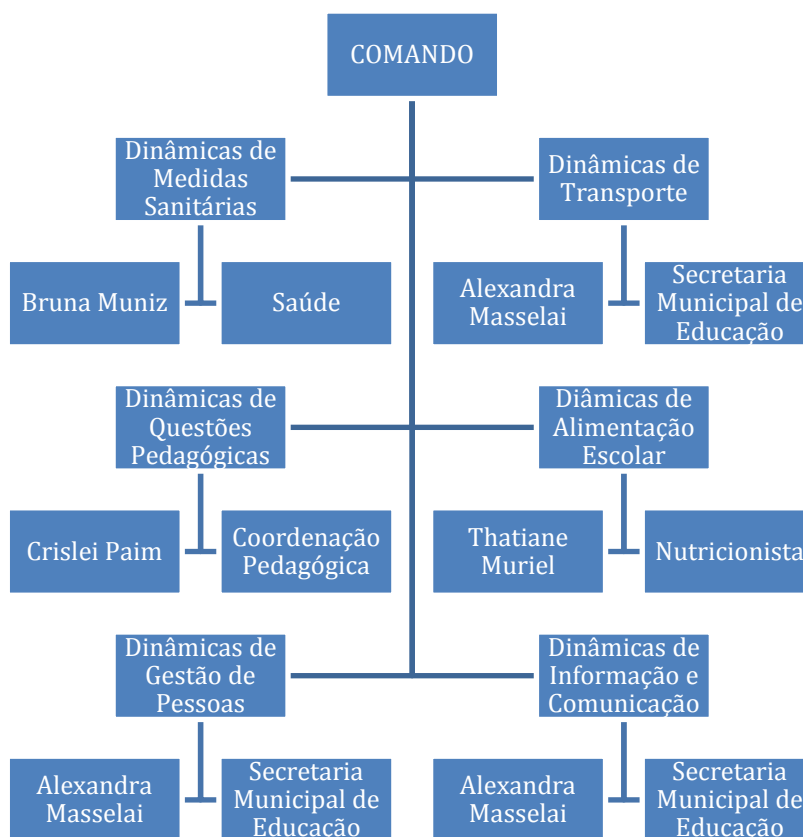 COMANDO
Dinâmicas de
Medidas
Sanitárias
Dinâmicas de
Transporte
Bruna Muniz
Saúde
Alexandra
Masselai
Secretaria
Municipal de
Educação
Dinâmicas de
Questões
Pedagógicas
Diâmicas de
Alimentação
Escolar
Crislei Paim
Coordenação
Pedagógica
Thatiane
Muriel
Nutricionista
Dinâmicas de
Gestão de
Pessoas
Dinâmicas de
Informação e
Comunicação
Alexandra
Masselai
Secretaria
Municipal de
Educação
Alexandra
Masselai
Secretaria
Municipal de
Educação